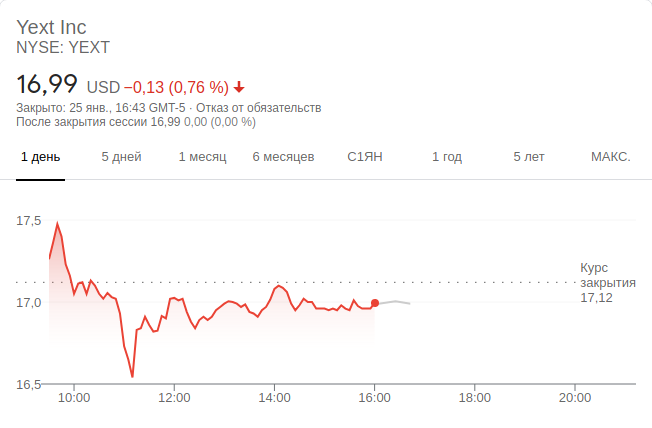 Yext Inc
NYSE: YEXT
16,99 USD −0,13 (0,76 %)
Закрыто: 25 янв., 16:43 GMT-5 · Отказ от обязательств
После закрытия сессии 16,99 0,00 (0,00 %)
1 день 5 дней 1 месяц 6 месяцев С1ЯН 1 год 5 лет МАКС.
17,5
Курс
закрытия
17,12
17,0
16,5
10:00 12:00 14:00 16:00 18:00 20:00